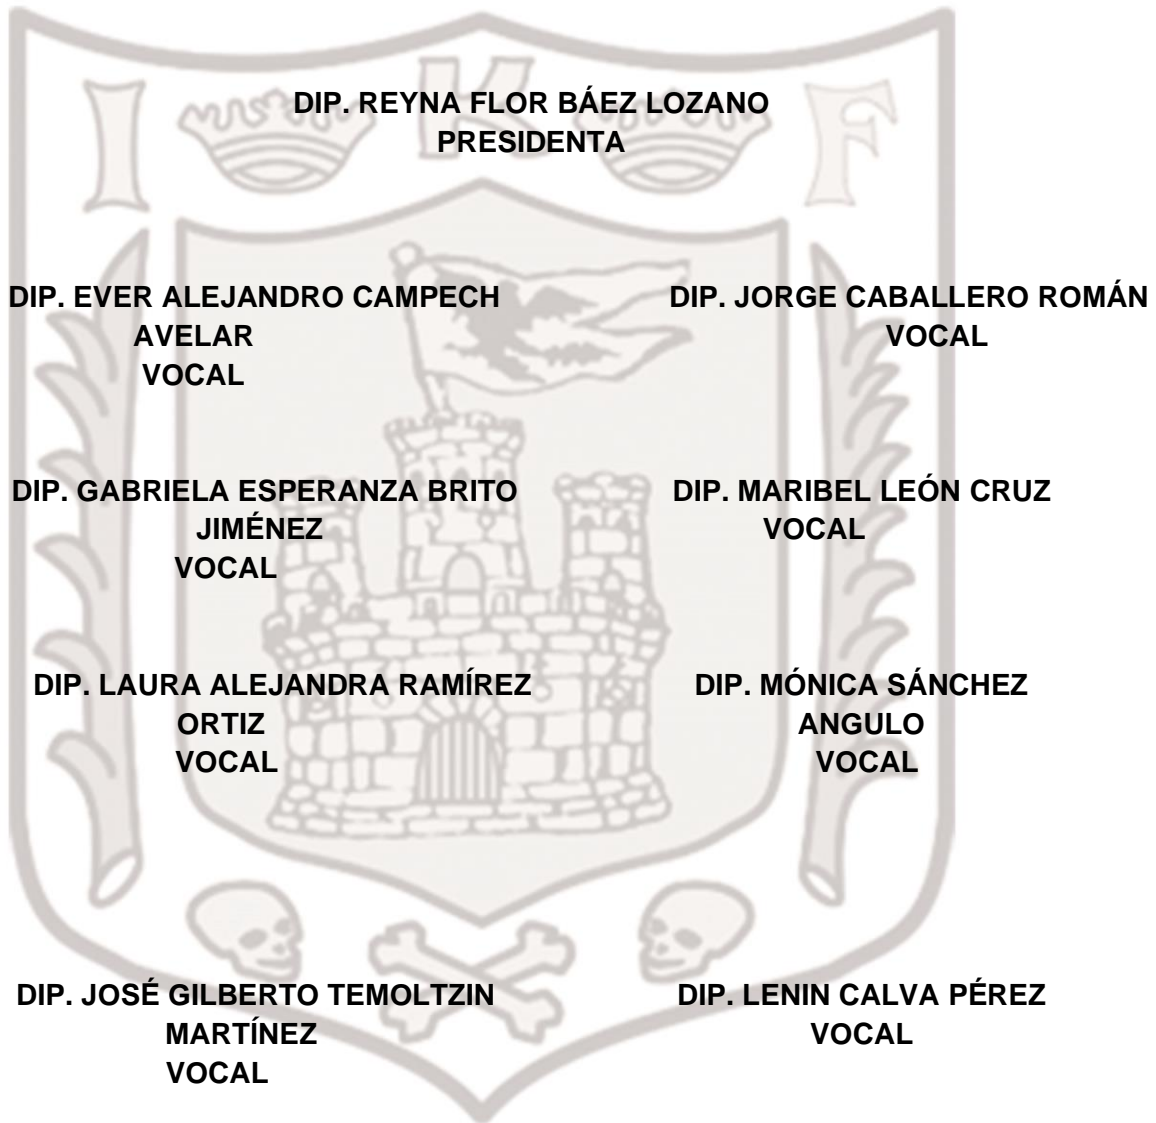 I K F
DIP. REYNA FLOR BÁEZ LOZANO
PRESIDENTA
DIP. EVER ALEJANDRO CAMPECH
AVELAR
VOCAL
DIP. JORGE CABALLERO ROMÁN
VOCAL
DIP. GABRIELA ESPERANZA BRITO
JIMÉNEZ
VOCAL
DIP. MARIBEL LEÓN CRUZ
VOCAL
DIP. LAURA ALEJANDRA RAMÍREZ
ORTIZ
VOCAL
DIP. MÓNICA SÁNCHEZ
ANGULO
VOCAL
DIP. JOSÉ GILBERTO TEMOLTZIN
MARTÍNEZ
VOCAL
DIP. LENIN CALVA PÉREZ
VOCAL